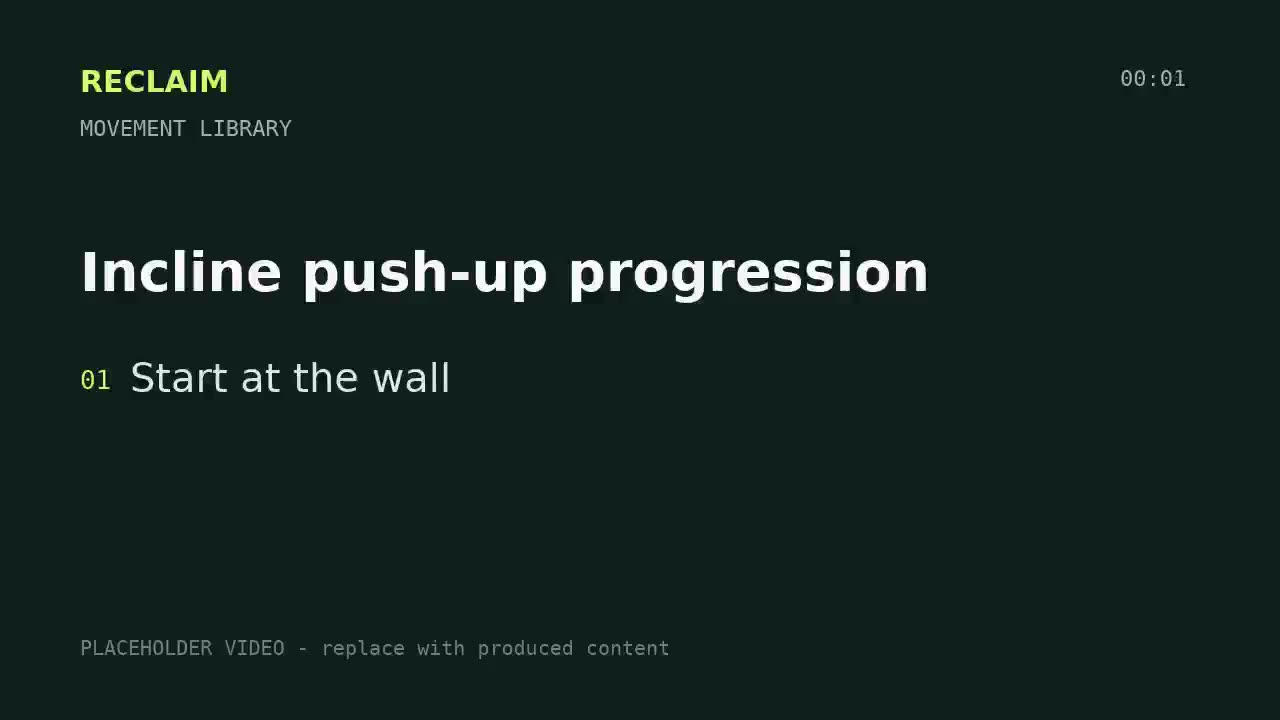 RECLAIM
00:01
MOVEMENT LIBRARY
Incline push-up progression
01 Start at the wall
PLACEHOLDER VIDEO - replace with produced content